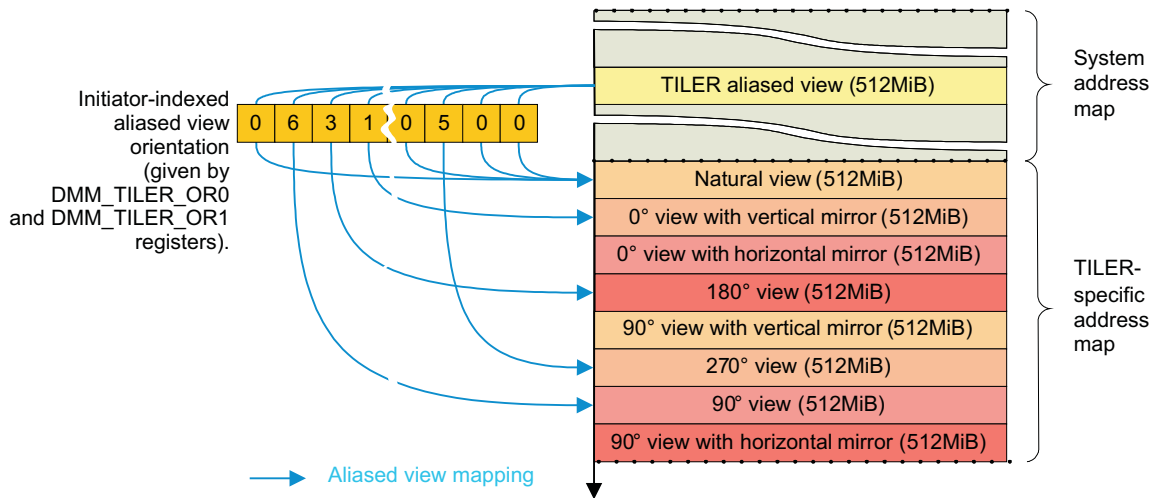 TILER aliased view (512MiB)
System
address
map
Initiator-indexed
aliased view
orientation
(given by
DMM_TILER_OR0
and DMM_TILER_OR1
registers).
0 6 3 1 0 5 0 0
Natural view (512MiB)
0° view with vertical mirror (512MiB)
0° view with horizontal mirror (512MiB)
180° view (512MiB)
90° view with vertical mirror (512MiB)
270° view (512MiB)
90° view (512MiB)
90° view with horizontal mirror (512MiB)
TILER-
specific
address
map
Aliased view mapping